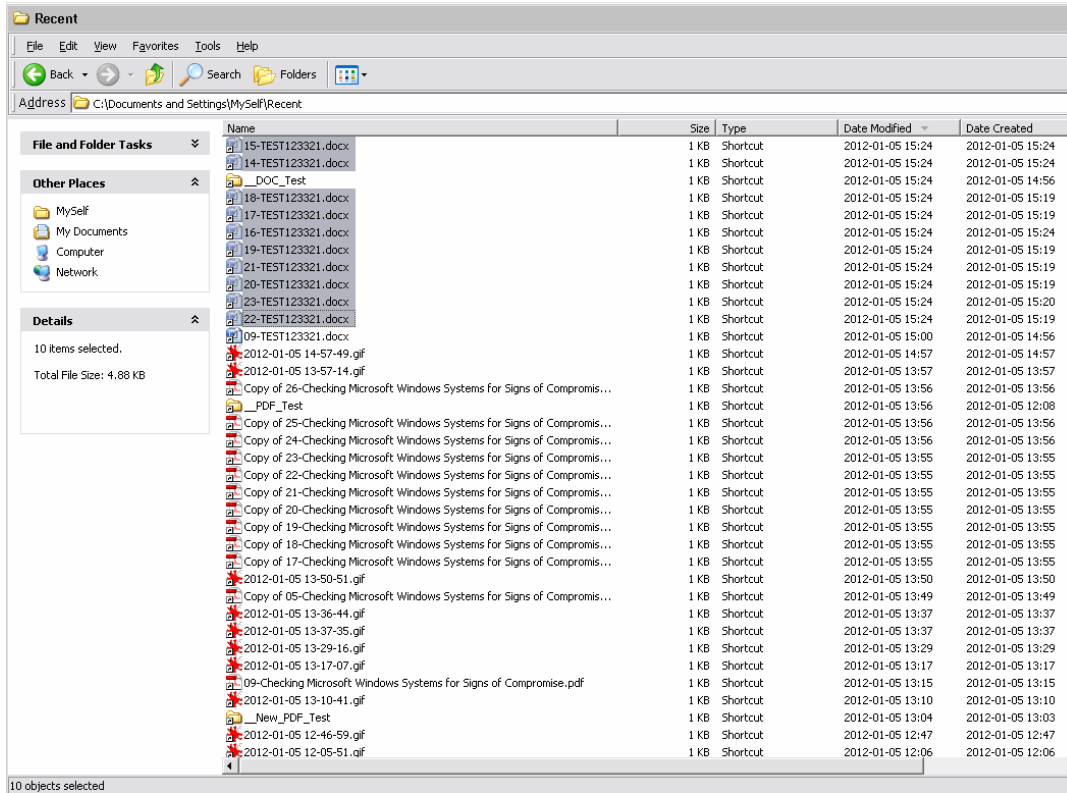 Recent
File Edit View Favorites Tools Help
Back Search Folders
Address C:\Documents and Settings\MySelf\Recent
File and Folder Tasks
Other Places
MySelf
My Documents
Computer
Network
Details
10 items selected.
Total File Size: 4.88 KB
Name Size Type Date Modified Date Created
15-TEST123321.docx 1 KB Shortcut 2012-01-05 15:24 2012-01-05 15:24
14-TEST123321.docx 1 KB Shortcut 2012-01-05 15:24 2012-01-05 15:24
__DOC_Test 1 KB Shortcut 2012-01-05 15:24 2012-01-05 14:56
18-TEST123321.docx 1 KB Shortcut 2012-01-05 15:24 2012-01-05 15:19
17-TEST123321.docx 1 KB Shortcut 2012-01-05 15:24 2012-01-05 15:19
16-TEST123321.docx 1 KB Shortcut 2012-01-05 15:24 2012-01-05 15:24
19-TEST123321.docx 1 KB Shortcut 2012-01-05 15:24 2012-01-05 15:19
21-TEST123321.docx 1 KB Shortcut 2012-01-05 15:24 2012-01-05 15:19
20-TEST123321.docx 1 KB Shortcut 2012-01-05 15:24 2012-01-05 15:19
23-TEST123321.docx 1 KB Shortcut 2012-01-05 15:24 2012-01-05 15:20
22-TEST123321.docx 1 KB Shortcut 2012-01-05 15:24 2012-01-05 15:19
09-TEST123321.docx 1 KB Shortcut 2012-01-05 15:00 2012-01-05 14:56
2012-01-05 14-57-49.gif 1 KB Shortcut 2012-01-05 14:57 2012-01-05 14:57
2012-01-05 13-57-14.gif 1 KB Shortcut 2012-01-05 13:57 2012-01-05 13:57
Copy of 26-Checking Microsoft Windows Systems for Signs of Compromis... 1 KB Shortcut 2012-01-05 13:56 2012-01-05 13:56
__PDF_Test 1 KB Shortcut 2012-01-05 13:56 2012-01-05 12:08
Copy of 25-Checking Microsoft Windows Systems for Signs of Compromis... 1 KB Shortcut 2012-01-05 13:56 2012-01-05 13:56
Copy of 24-Checking Microsoft Windows Systems for Signs of Compromis... 1 KB Shortcut 2012-01-05 13:56 2012-01-05 13:56
Copy of 23-Checking Microsoft Windows Systems for Signs of Compromis... 1 KB Shortcut 2012-01-05 13:55 2012-01-05 13:55
Copy of 22-Checking Microsoft Windows Systems for Signs of Compromis... 1 KB Shortcut 2012-01-05 13:55 2012-01-05 13:55
Copy of 21-Checking Microsoft Windows Systems for Signs of Compromis... 1 KB Shortcut 2012-01-05 13:55 2012-01-05 13:55
Copy of 20-Checking Microsoft Windows Systems for Signs of Compromis... 1 KB Shortcut 2012-01-05 13:55 2012-01-05 13:55
Copy of 19-Checking Microsoft Windows Systems for Signs of Compromis... 1 KB Shortcut 2012-01-05 13:55 2012-01-05 13:55
Copy of 18-Checking Microsoft Windows Systems for Signs of Compromis... 1 KB Shortcut 2012-01-05 13:55 2012-01-05 13:55
Copy of 17-Checking Microsoft Windows Systems for Signs of Compromis... 1 KB Shortcut 2012-01-05 13:55 2012-01-05 13:55
2012-01-05 13-50-51.gif 1 KB Shortcut 2012-01-05 13:50 2012-01-05 13:50
Copy of 05-Checking Microsoft Windows Systems for Signs of Compromis... 1 KB Shortcut 2012-01-05 13:49 2012-01-05 13:49
2012-01-05 13-36-44.gif 1 KB Shortcut 2012-01-05 13:37 2012-01-05 13:37
2012-01-05 13-37-35.gif 1 KB Shortcut 2012-01-05 13:37 2012-01-05 13:37
2012-01-05 13-29-16.gif 1 KB Shortcut 2012-01-05 13:29 2012-01-05 13:29
2012-01-05 13-17-07.gif 1 KB Shortcut 2012-01-05 13:17 2012-01-05 13:17
09-Checking Microsoft Windows Systems for Signs of Compromise.pdf 1 KB Shortcut 2012-01-05 13:15 2012-01-05 13:15
2012-01-05 13-10-41.gif 1 KB Shortcut 2012-01-05 13:10 2012-01-05 13:10
__New_PDF_Test 1 KB Shortcut 2012-01-05 13:04 2012-01-05 13:03
2012-01-05 12-46-59.gif 1 KB Shortcut 2012-01-05 12:47 2012-01-05 12:47
2012-01-05 12-05-51.gif 1 KB Shortcut 2012-01-05 12:06 2012-01-05 12:06
10 objects selected